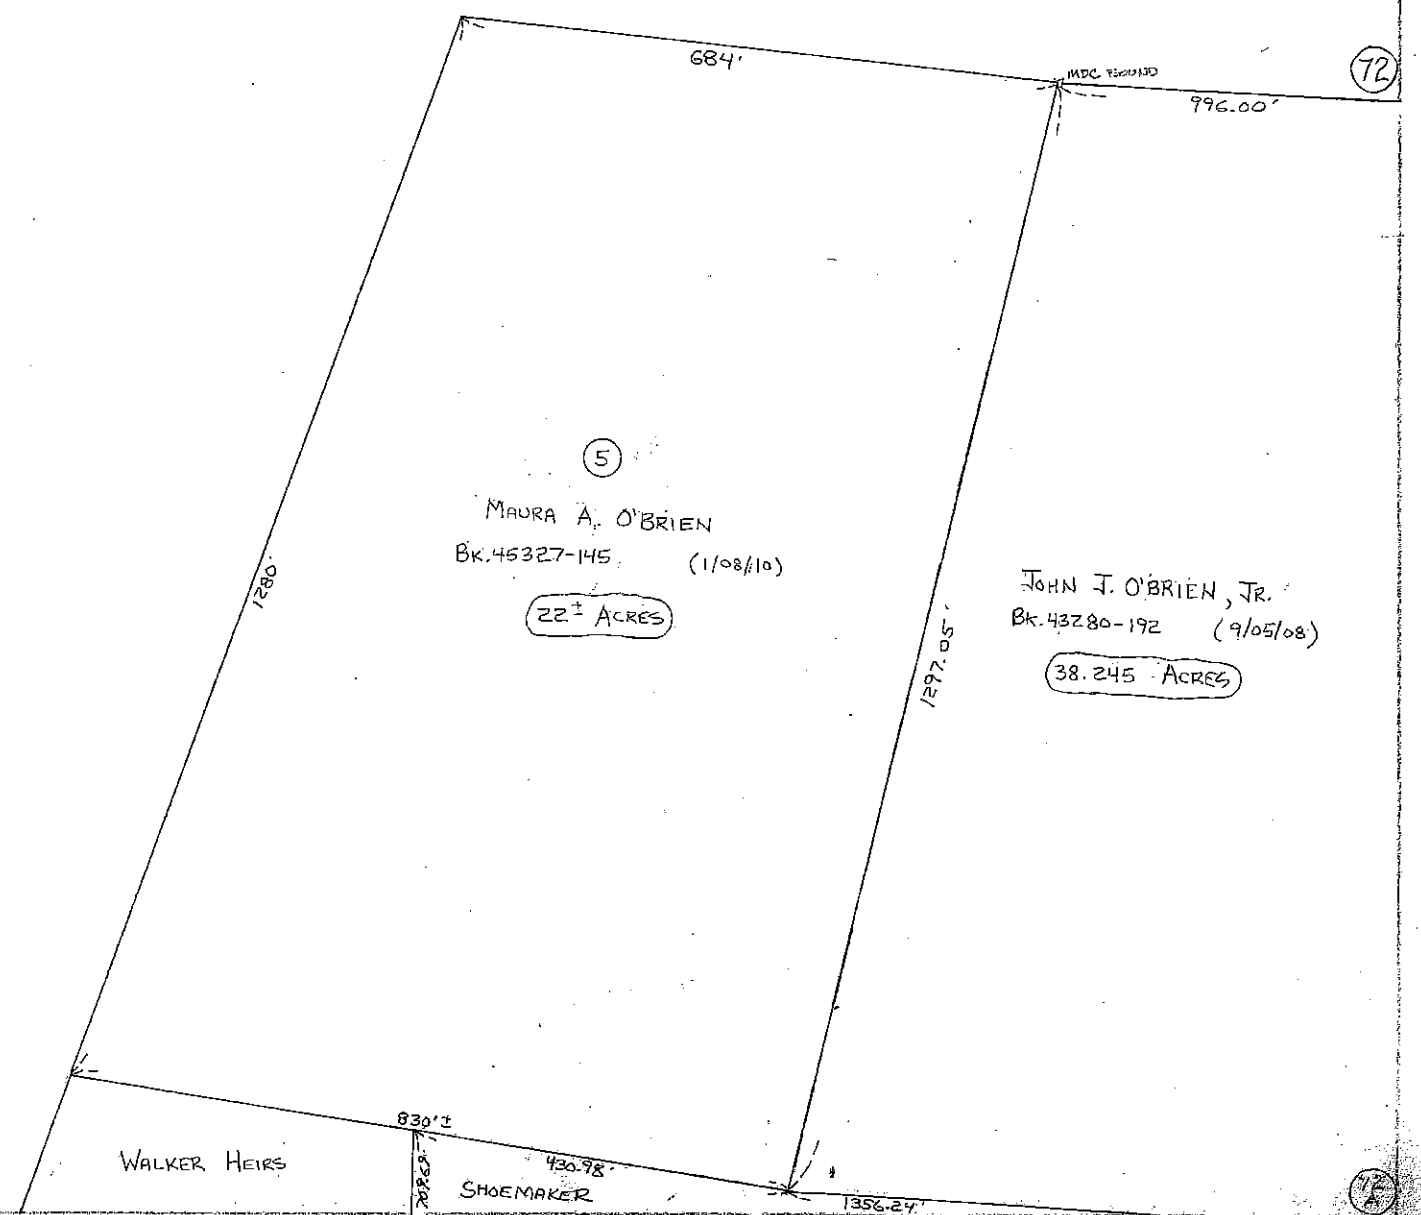 684'
MDC BOUND
72
996.00'
5
MAURA A. O'BRIEN
BK.45327-145 (1/08/10)
22± ACRES
1280'
JOHN J. O'BRIEN, JR.
BK.43280-192 (9/05/08)
38.245 ACRES
1297.05'
830'±
WALKER HEIRS
430.98'
SHOEMAKER
1356.24'
72
A